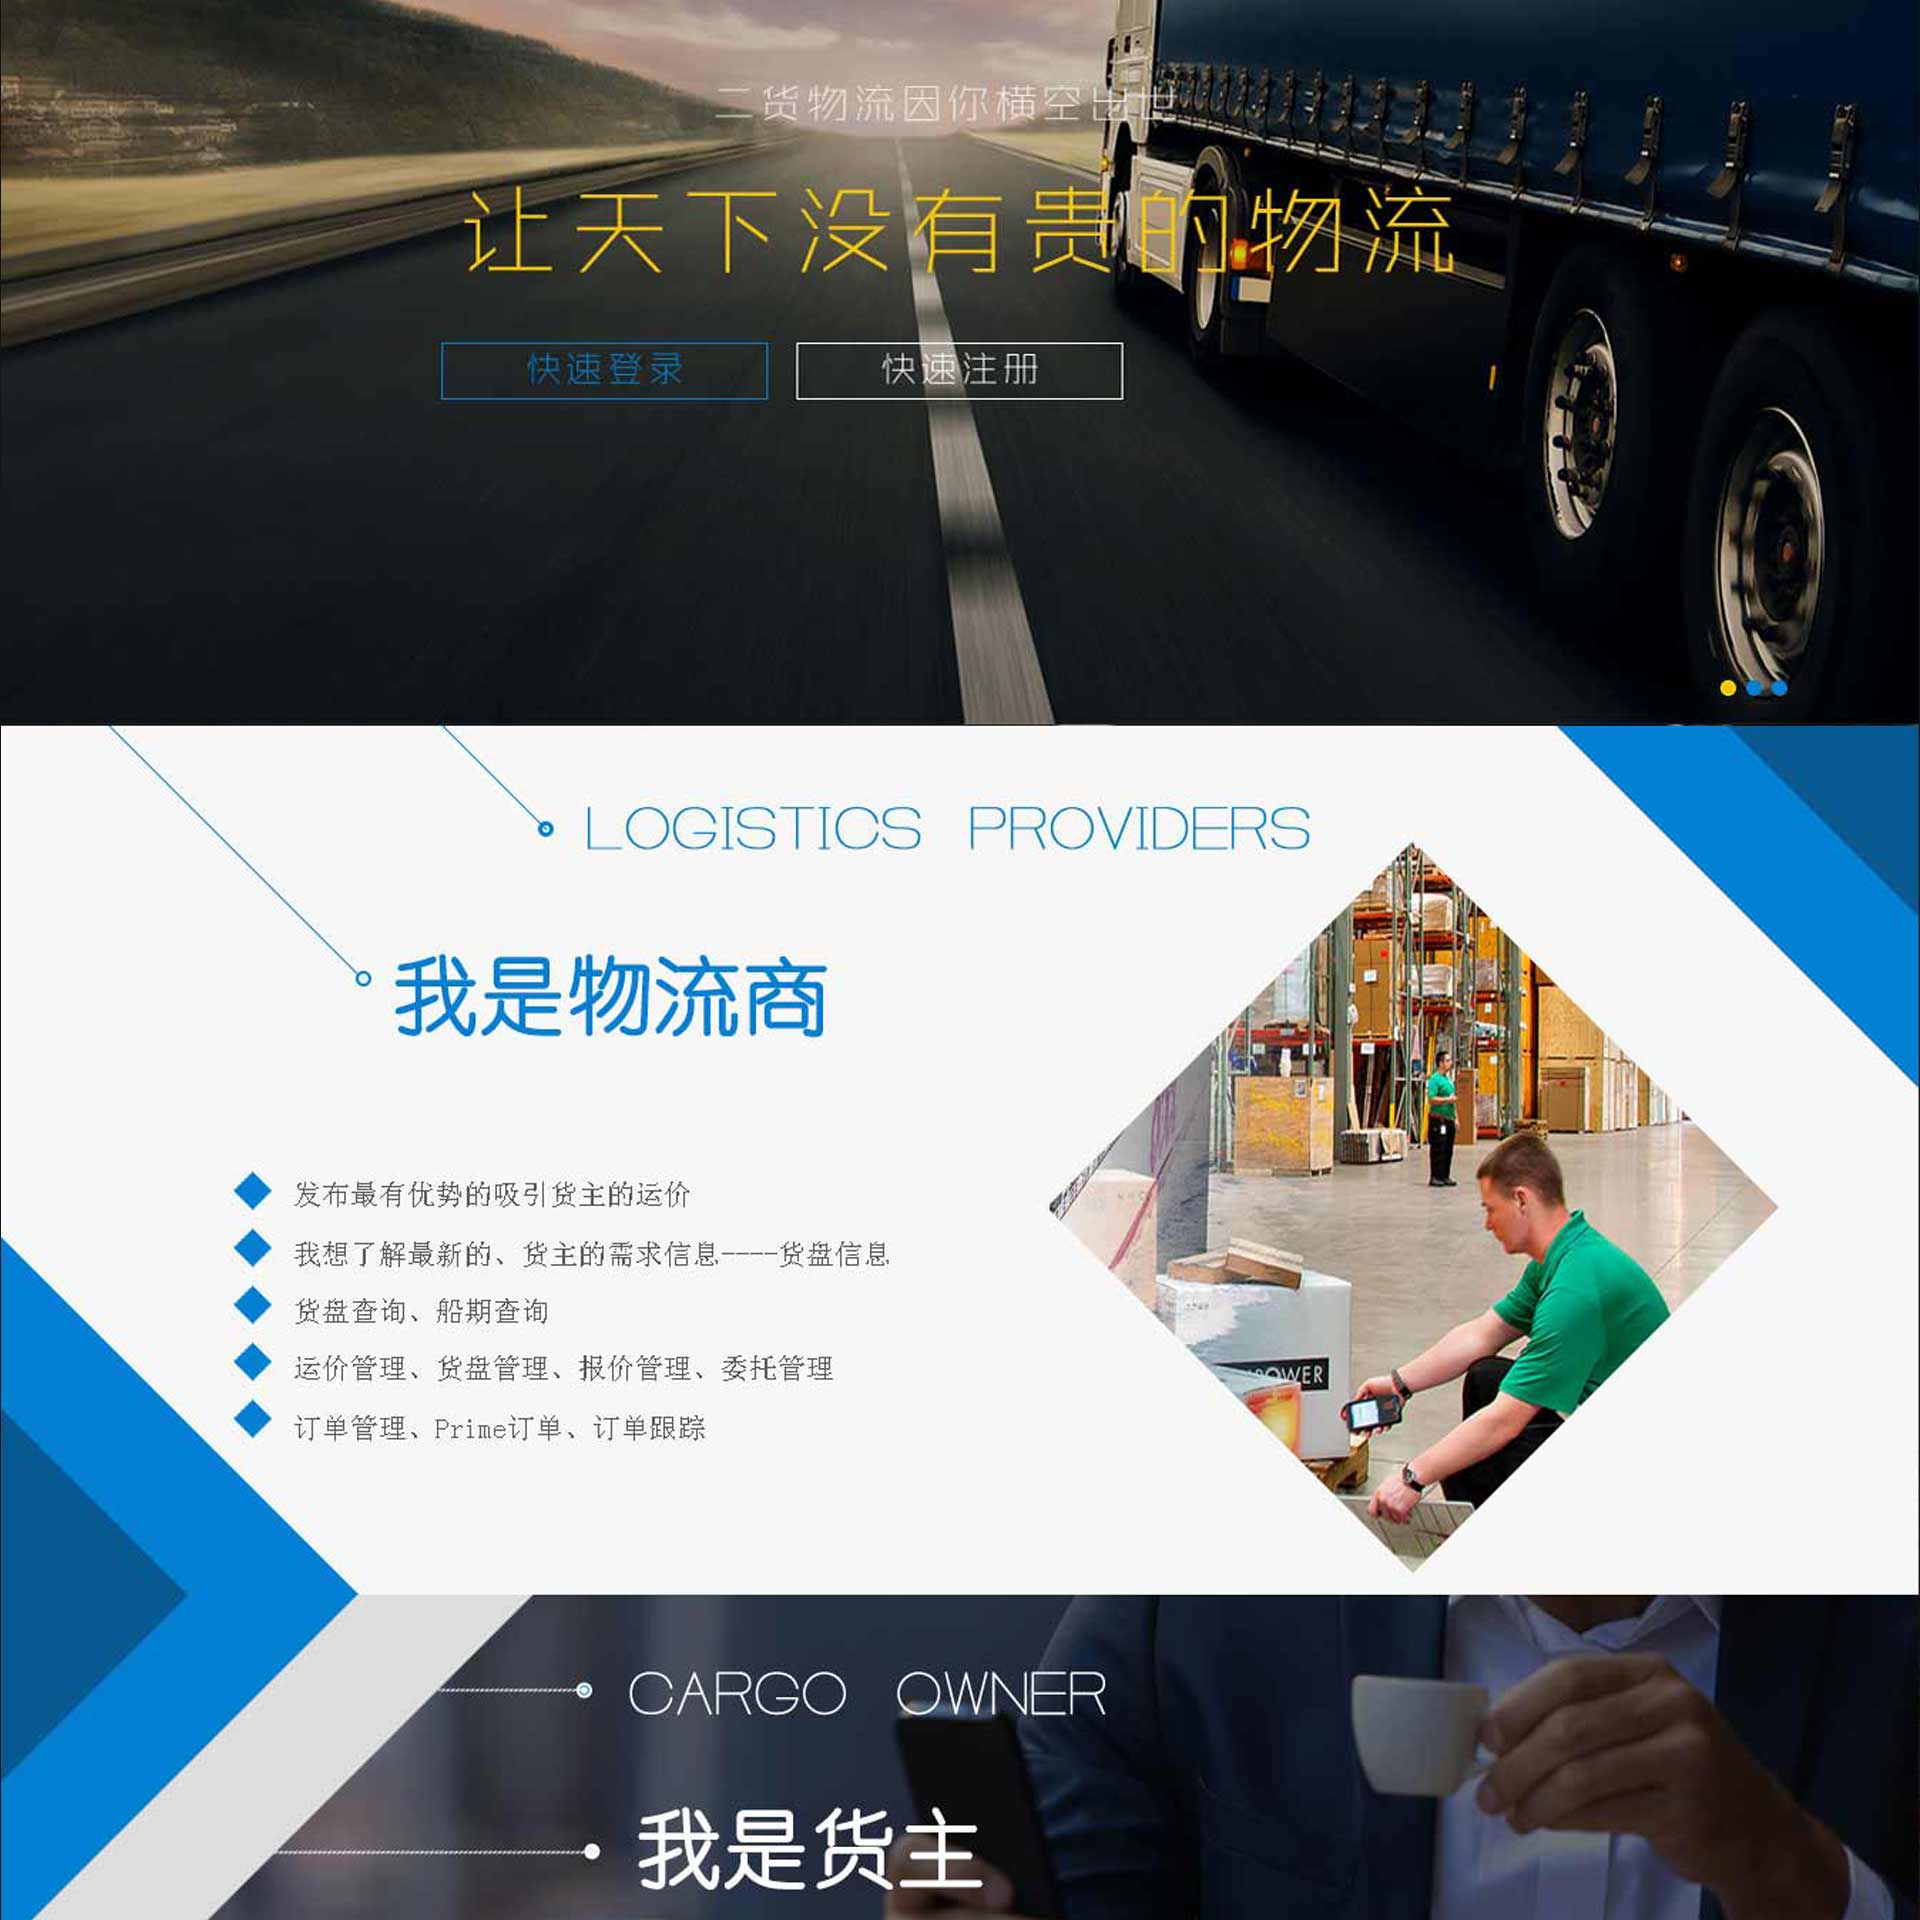 二货物流因你横空出世
让天下没有贵的物流
快速登录
快速注册
LOGISTICS PROVIDERS
我是物流商
发布最有优势的吸引货主的运价
我想了解最新的、货主的需求信息----货盘信息
货盘查询、船期查询
运价管理、货盘管理、报价管理、委托管理
订单管理、Prime订单、订单跟踪
CARGO OWNER
我是货主